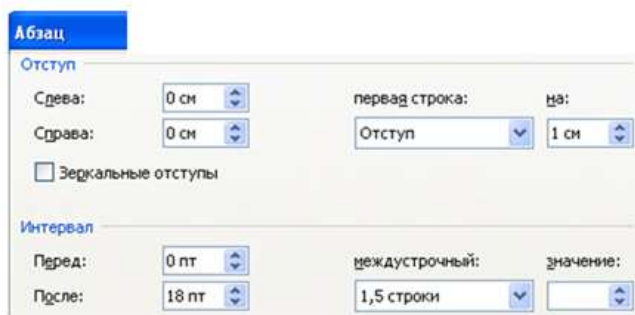 Абзац
Отступ
Слева: 0 см первая строка: на:
Справа: 0 см Отступ 1 см
Зеркальные отступы
Интервал
Перед: 0 пт междустрочный: значение:
После: 18 пт 1,5 строки